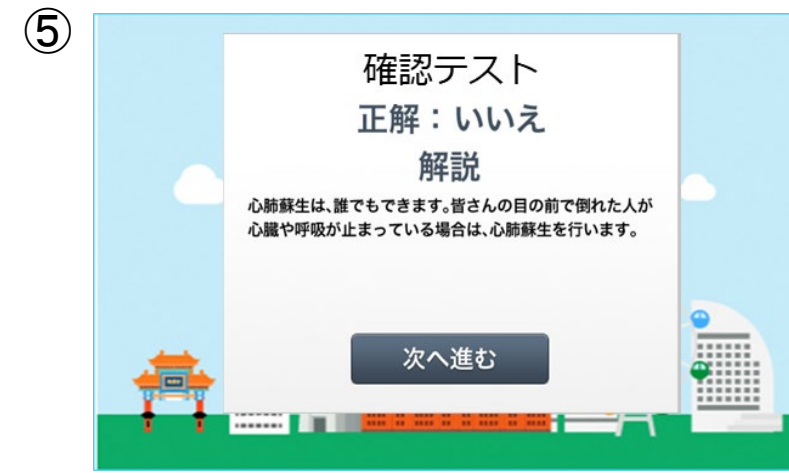 ⑤
確認テスト
正解：いいえ
解説
心肺蘇生は、誰でもできます。皆さんの目の前で倒れた人が
心臓や呼吸が止まっている場合は、心肺蘇生を行います。
次へ進む